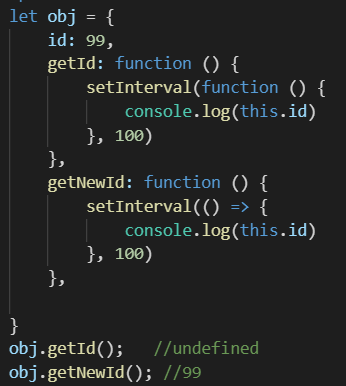 let obj = {
    id: 99,
    getId: function () {
        setInterval(function () {
            console.log(this.id)
        }, 100)
    },
    getNewId: function () {
        setInterval(() => {
            console.log(this.id)
        }, 100)
    },

}
obj.getId();   //undefined
obj.getNewId(); //99